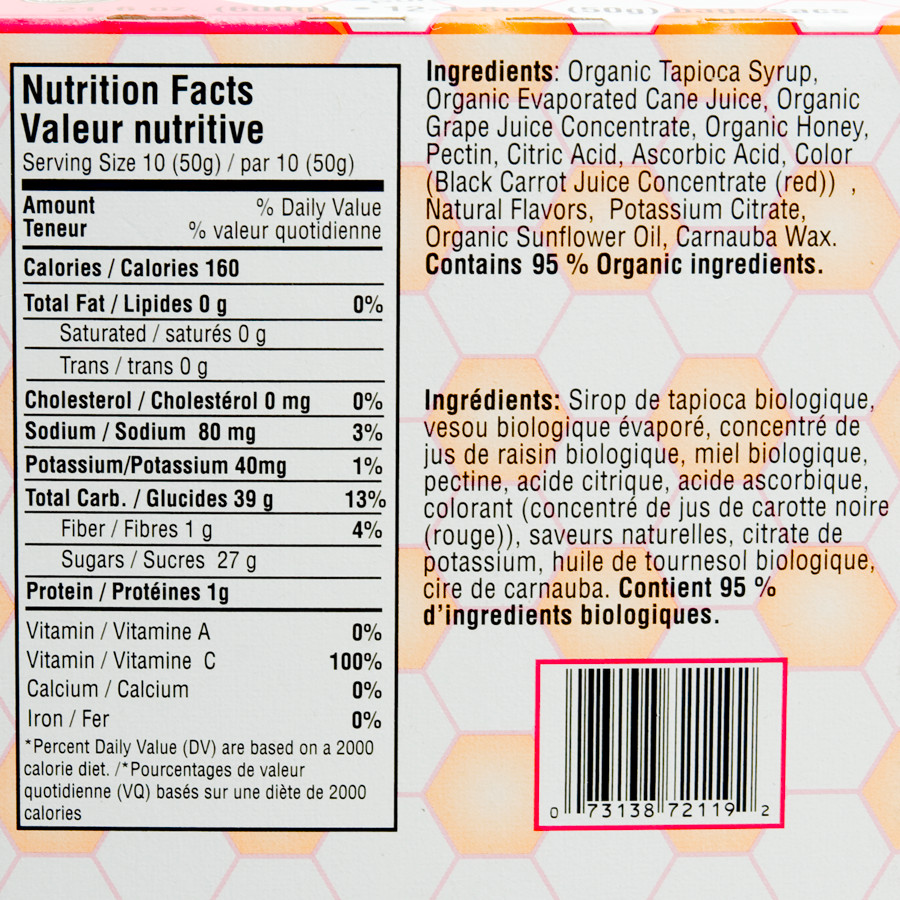 (50g)
Nutrition Facts
Valeur nutritive
Serving Size 10 (50g) / par 10 (50g)
Amount % Daily Value
Teneur % valeur quotidienne
Calories / Calories 160
Total Fat / Lipides 0 g 0%
Saturated / saturés 0 g
Trans / trans 0 g
Cholesterol / Cholestérol 0 mg 0%
Sodium / Sodium 80 mg 3%
Potassium/Potassium 40mg 1%
Total Carb. / Glucides 39 g 13%
Fiber / Fibres 1 g 4%
Sugars / Sucres 27 g
Protein / Protéines 1g
Vitamin / Vitamine A 0%
Vitamin / Vitamine C 100%
Calcium / Calcium 0%
Iron / Fer 0%
*Percent Daily Value (DV) are based on a 2000
calorie diet. /*Pourcentages de valeur
quotidienne (VQ) basés sur une diète de 2000
calories
Ingredients: Organic Tapioca Syrup,
Organic Evaporated Cane Juice, Organic
Grape Juice Concentrate, Organic Honey,
Pectin, Citric Acid, Ascorbic Acid, Color
(Black Carrot Juice Concentrate (red)) ,
Natural Flavors, Potassium Citrate,
Organic Sunflower Oil, Carnauba Wax.
Contains 95 % Organic ingredients.
Ingrédients: Sirop de tapioca biologique,
vesou biologique évaporé, concentré de
jus de raisin biologique, miel biologique,
pectine, acide citrique, acide ascorbique,
colorant (concentré de jus de carotte noire
(rouge)), saveurs naturelles, citrate de
potassium, huile de tournesol biologique,
cire de carnauba. Contient 95 %
d'ingredients biologiques.
0 73138 72119 2